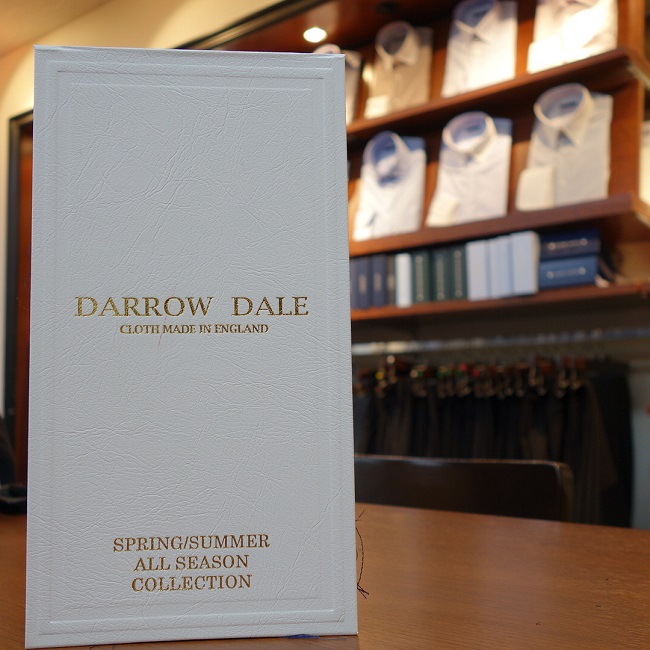 DARROW DALE
CLOTH MADE IN ENGLAND
SPRING/SUMMER
ALL SEASON
COLLECTION